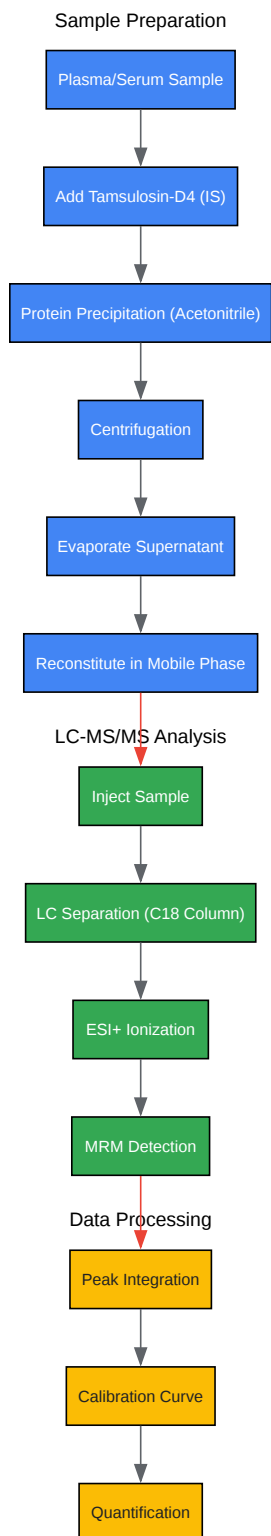 Sample Preparation
Plasma/Serum Sample
Add Tamsulosin-D4 (IS)
Protein Precipitation (Acetonitrile)
Centrifugation
Evaporate Supernatant
Reconstitute in Mobile Phase
LC-MS/MS Analysis
Inject Sample
LC Separation (C18 Column)
ESI+ Ionization
MRM Detection
Data Processing
Peak Integration
Calibration Curve
Quantification